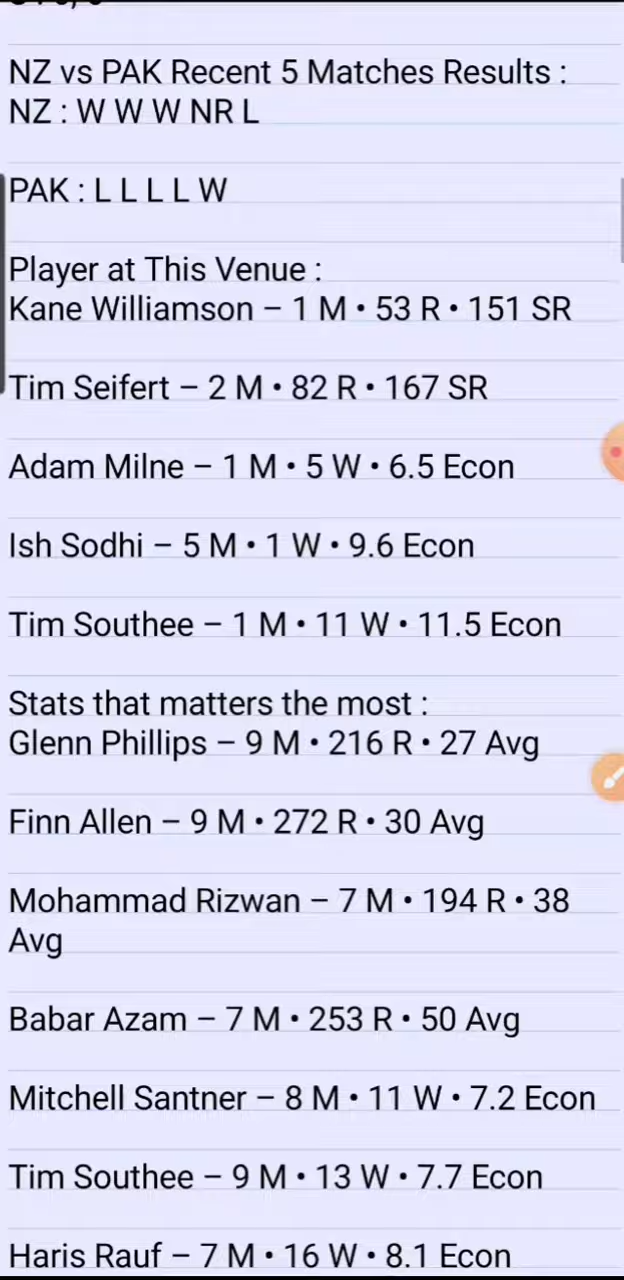 NZ vs PAK Recent 5 Matches Results :
NZ : W W W NR L
PAK : L L L L W
Player at This Venue :
Kane Williamson – 1 M • 53 R • 151 SR
Tim Seifert – 2 M • 82 R • 167 SR
Adam Milne – 1 M • 5 W • 6.5 Econ
Ish Sodhi – 5 M • 1 W • 9.6 Econ
Tim Southee – 1 M • 11 W • 11.5 Econ
Stats that matters the most :
Glenn Phillips – 9 M • 216 R • 27 Avg
Finn Allen – 9 M • 272 R • 30 Avg
Mohammad Rizwan – 7 M • 194 R • 38
Avg
Babar Azam – 7 M • 253 R • 50 Avg
Mitchell Santner – 8 M • 11 W • 7.2 Econ
Tim Southee – 9 M • 13 W • 7.7 Econ
Haris Rauf – 7 M • 16 W • 8.1 Econ